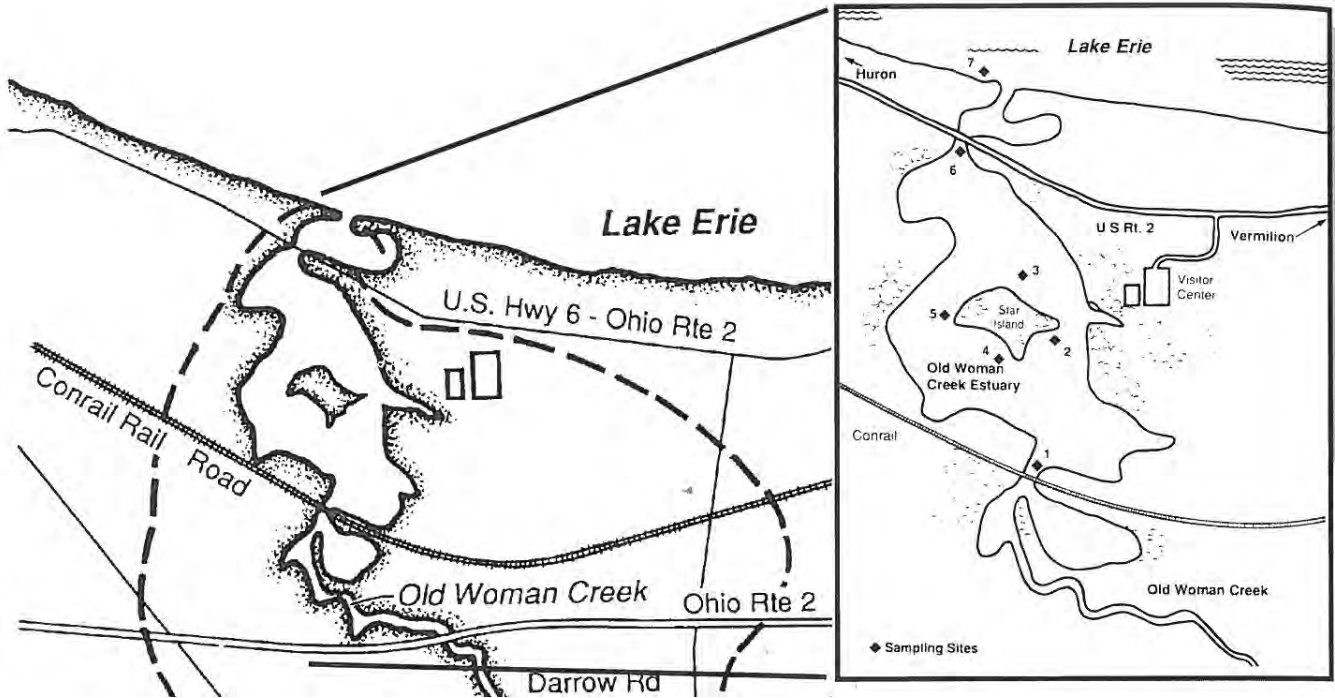 Lake Erie
U.S. Hwy 6 - Ohio Rte 2
Conrail Rail
Road
Old Woman Creek
Ohio Rte 2
Darrow Rd
Lake Erie
7
Huron
6
U S Rt. 2
Vermilion
3
Visitor
Center
5
Star
Island
2
4
Old Woman
Creek Estuary
Conrail
1
Old Woman Creek
Sampling Sites